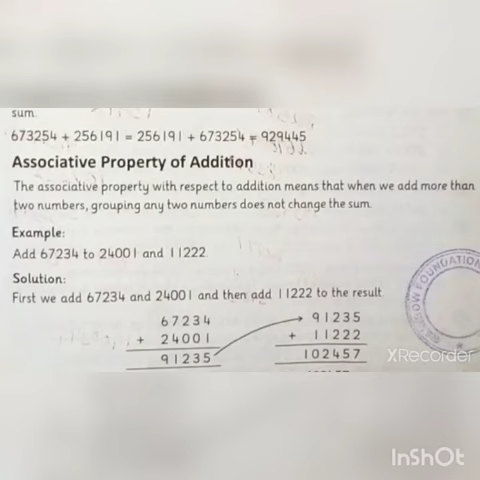 sum.
673254 + 256191 = 256191 + 673254 = 929445
Associative Property of Addition
The associative property with respect to addition means that when we add more than
two numbers, grouping any two numbers does not change the sum.
Example:
Add 67234 to 24001 and 11222.
Solution:
First we add 67234 and 24001 and then add 11222 to the result.
67234
+ 24001
91235
91235
+ 11222
102457
FOUNDATION
XRecorder
InShOt